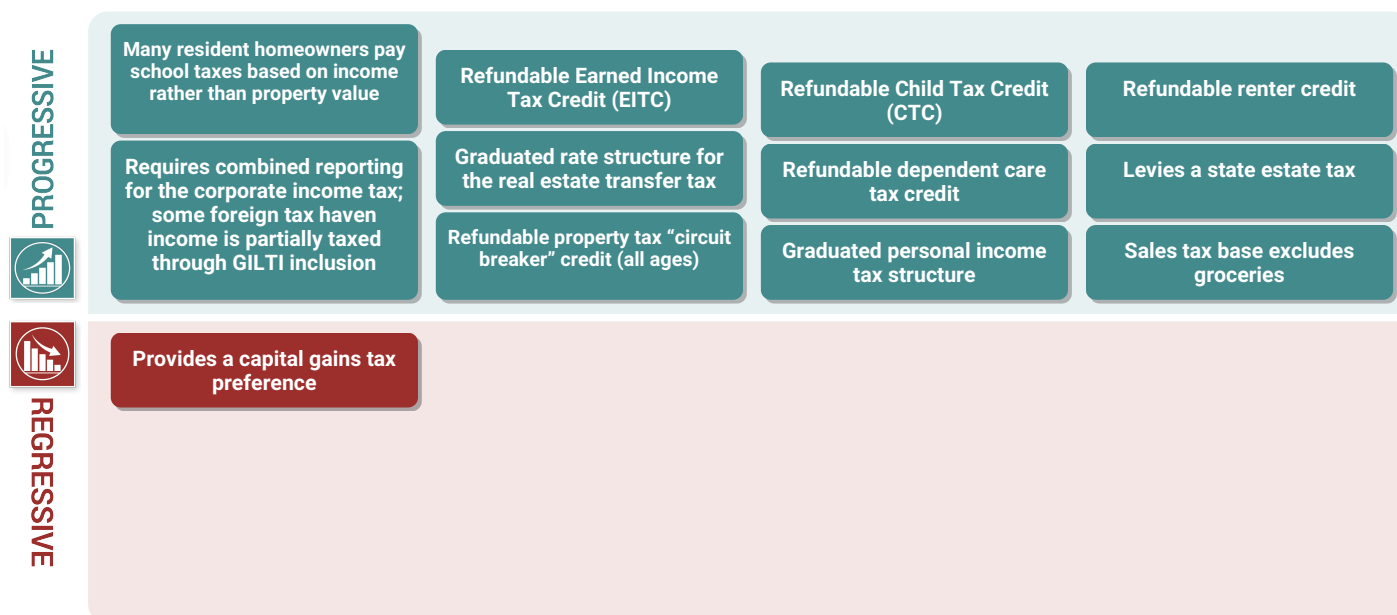 PROGRESSIVE
Many resident homeowners pay
school taxes based on income
rather than property value
Requires combined reporting
for the corporate income tax;
some foreign tax haven
income is partially taxed
through GILTI inclusion
Refundable Earned Income
Tax Credit (EITC)
Graduated rate structure for
the real estate transfer tax
Refundable property tax “circuit
breaker” credit (all ages)
Refundable Child Tax Credit
(CTC)
Refundable dependent care
tax credit
Graduated personal income
tax structure
Refundable renter credit
Levies a state estate tax
Sales tax base excludes
groceries
REGRESSIVE
Provides a capital gains tax
preference